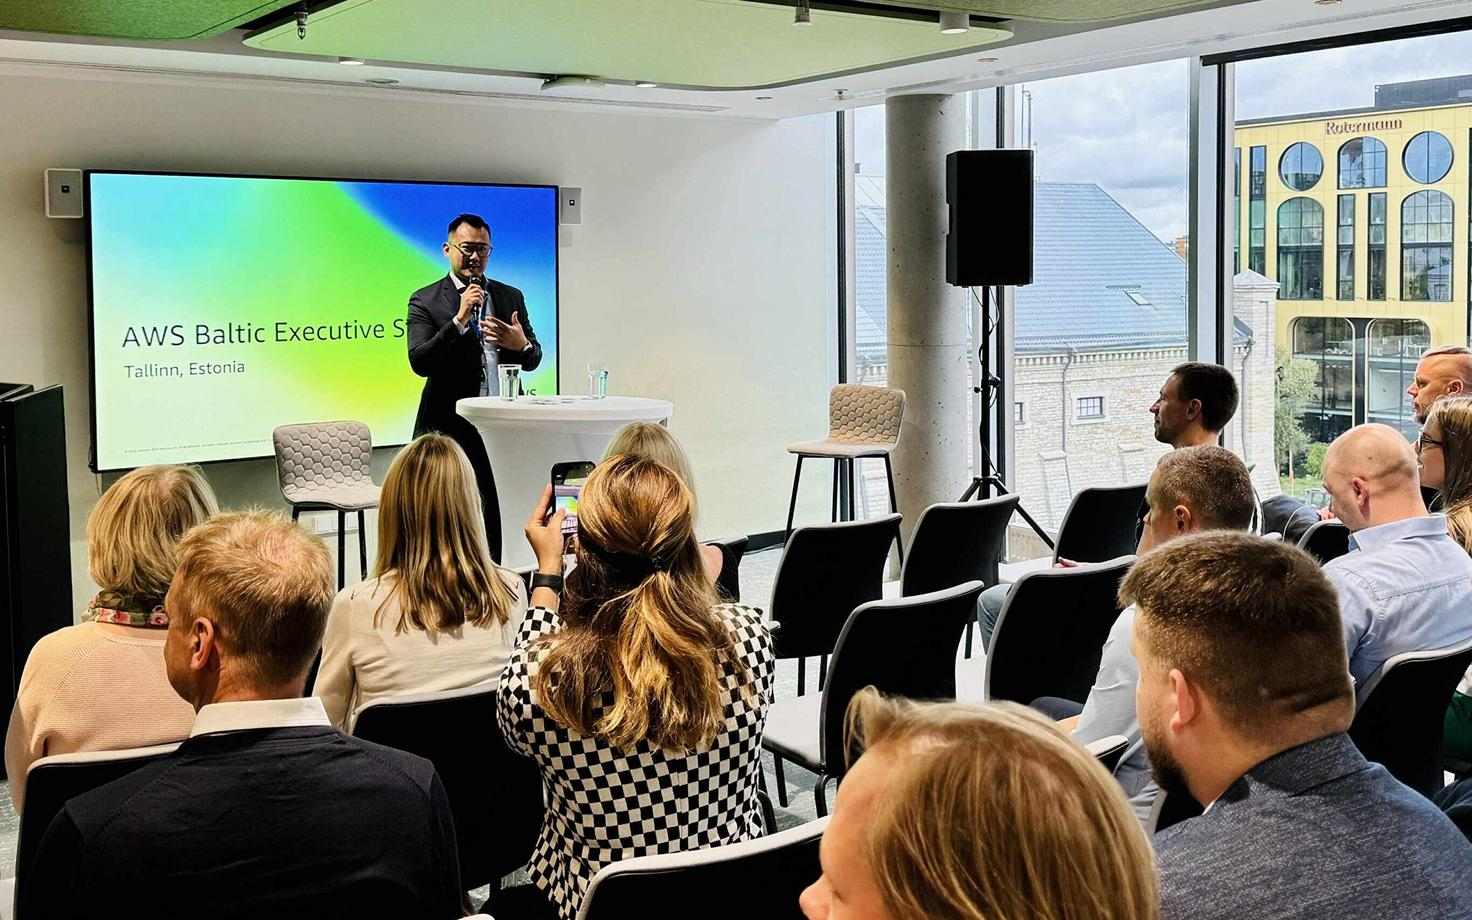 AWS Baltic Executive S
Tallinn, Estonia
Rotermann